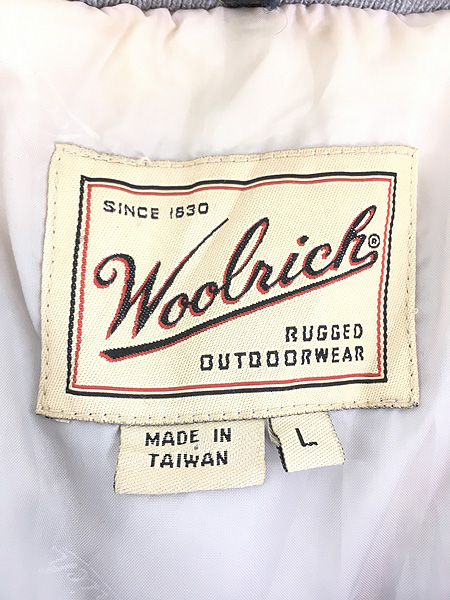 SINCE 1830
Woolrich®
RUGGED
OUTDOORWEAR
MADE IN
TAIWAN
L